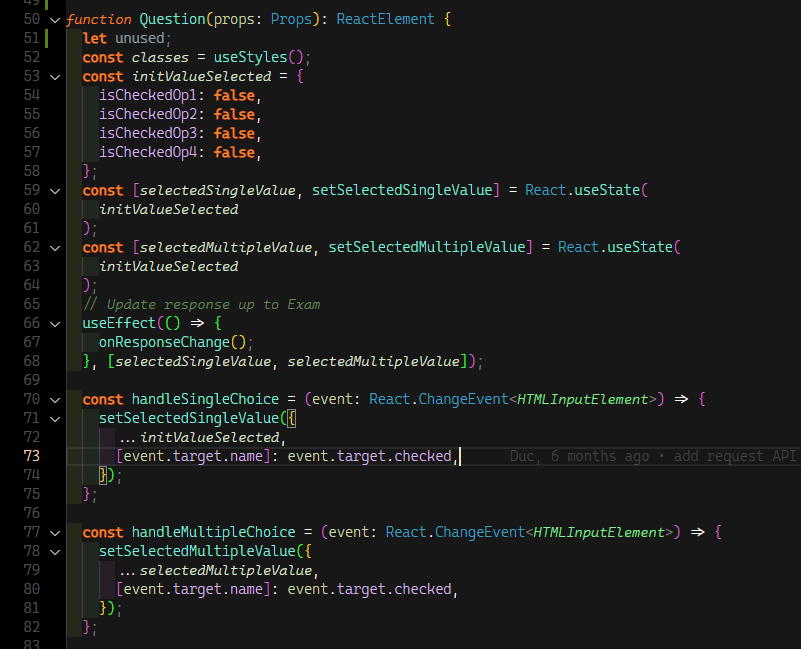 49
50 function Question(props: Props): ReactElement {
51 let unused;
52 const classes = useStyles();
53 const initValueSelected = {
54 isCheckedOp1: false,
55 isCheckedOp2: false,
56 isCheckedOp3: false,
57 isCheckedOp4: false,
58 };
59 const [selectedSingleValue, setSelectedSingleValue] = React.useState(
60 initValueSelected
61 );
62 const [selectedMultipleValue, setSelectedMultipleValue] = React.useState(
63 initValueSelected
64 );
65 // Update response up to Exam
66 useEffect(() => {
67 onResponseChange();
68 }, [selectedSingleValue, selectedMultipleValue]);
69
70 const handleSingleChoice = (event: React.ChangeEvent<HTMLInputElement>) => {
71 setSelectedSingleValue({
72 ...initValueSelected,
73 [event.target.name]: event.target.checked, Duc, 6 months ago • add request API
74 });
75 };
76
77 const handleMultipleChoice = (event: React.ChangeEvent<HTMLInputElement>) => {
78 setSelectedMultipleValue({
79 ...selectedMultipleValue,
80 [event.target.name]: event.target.checked,
81 });
82 };
83